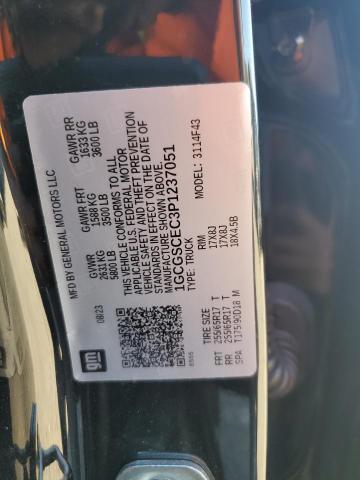 gm
08/23
MFD BY GENERAL MOTORS LLC
GVWR
2631 KG
5800 LB
GAWR FRT
1588 KG
3500 LB
GAWR RR
1633 KG
3600 LB
THIS VEHICLE CONFORMS TO ALL
APPLICABLE U.S. FEDERAL MOTOR
VEHICLE SAFETY AND BUMPER
STANDARDS IN EFFECT ON THE DATE OF
MANUFACTURE SHOWN ABOVE.
1GCGSCEC3P1237051
TYPE: TRUCK
MODEL: 3114F43
TIRE SIZE
RIM
FRT 255/65R17 T 17X8J
RR 255/65R17 T 17X8J
SPA T175/90D18 M 18X4.5B